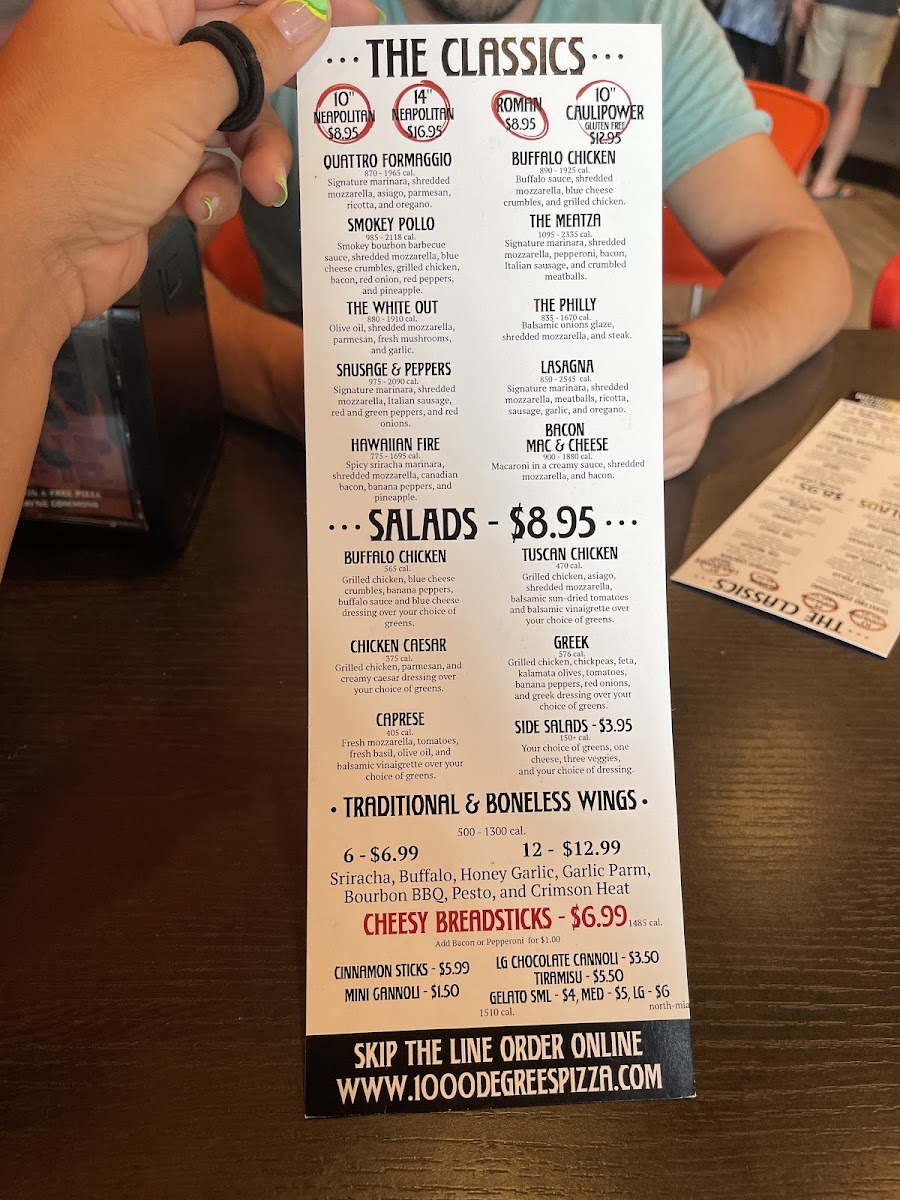 ··· THE CLASSICS ···
10"
NEAPOLITAN
$8.95
14"
NEAPOLITAN
$16.95
ROMAN
$8.95
10"
CAULIPOWER
GLUTEN FREE
$12.95
QUATTRO FORMAGGIO
870 - 1965 cal.
Signature marinara, shredded
mozzarella, asiago, parmesan,
ricotta, and oregano.
SMOKEY POLLO
985 - 2118 cal.
Smokey bourbon barbecue
sauce, shredded mozzarella, blue
cheese crumbles, grilled chicken,
bacon, red onion, red peppers,
and pineapple.
THE WHITE OUT
880 - 1910 cal.
Olive oil, shredded mozzarella,
parmesan, fresh mushrooms,
and garlic.
SAUSAGE & PEPPERS
975 - 2090 cal.
Signature marinara, shredded
mozzarella, Italian sausage,
red and green peppers, and red
onions.
HAWAIIAN FIRE
775 - 1695 cal.
Spicy sriracha marinara,
shredded mozzarella, canadian
bacon, banana peppers, and
pineapple.
BUFFALO CHICKEN
890 - 1925 cal.
Buffalo sauce, shredded
mozzarella, blue cheese
crumbles, and grilled chicken.
THE MEATZA
1095 - 2335 cal.
Signature marinara, shredded
mozzarella, pepperoni, bacon,
Italian sausage, and crumbled
meatballs.
THE PHILLY
835 - 1670 cal.
Balsamic onions glaze,
shredded mozzarella, and steak.
LASAGNA
850 - 2545 cal.
Signature marinara, shredded
mozzarella, meatballs, ricotta,
sausage, garlic, and oregano.
BACON
MAC & CHEESE
900 - 1880 cal.
Macaroni in a creamy sauce, shredded
mozzarella, and bacon.
··· SALADS - $8.95 ···
BUFFALO CHICKEN
565 cal.
Grilled chicken, blue cheese
crumbles, banana peppers,
buffalo sauce and blue cheese
dressing over your choice of
greens.
CHICKEN CAESAR
375 cal.
Grilled chicken, parmesan, and
creamy caesar dressing over
your choice of greens.
CAPRESE
405 cal.
Fresh mozzarella, tomatoes,
fresh basil, olive oil, and
balsamic vinaigrette over your
choice of greens.
TUSCAN CHICKEN
470 cal.
Grilled chicken, asiago,
shredded mozzarella,
balsamic sun-dried tomatoes
and balsamic vinaigrette over
your choice of greens.
GREEK
576 cal.
Grilled chicken, chickpeas, feta,
kalamata olives, tomatoes,
banana peppers, red onions,
and greek dressing over your
choice of greens.
SIDE SALADS - $3.95
150+ cal.
Your choice of greens, one
cheese, three veggies,
and your choice of dressing.
· TRADITIONAL & BONELESS WINGS ·
500 - 1300 cal.
6 - $6.99
12 - $12.99
Sriracha, Buffalo, Honey Garlic, Garlic Parm,
Bourbon BBQ, Pesto, and Crimson Heat
CHEESY BREADSTICKS - $6.99 1485 cal.
Add Bacon or Pepperoni for $1.00
CINNAMON STICKS - $5.99
MINI CANNOLI - $1.50
LG CHOCOLATE CANNOLI - $3.50
TIRAMISU - $5.50
GELATO SML - $4, MED - $5, LG - $6
1510 cal.
north-mia
SKIP THE LINE ORDER ONLINE
WWW.1000DEGREESPIZZA.COM
··· THE CLASSICS
$8.95
IN A FREE PIZZA
COMMONS